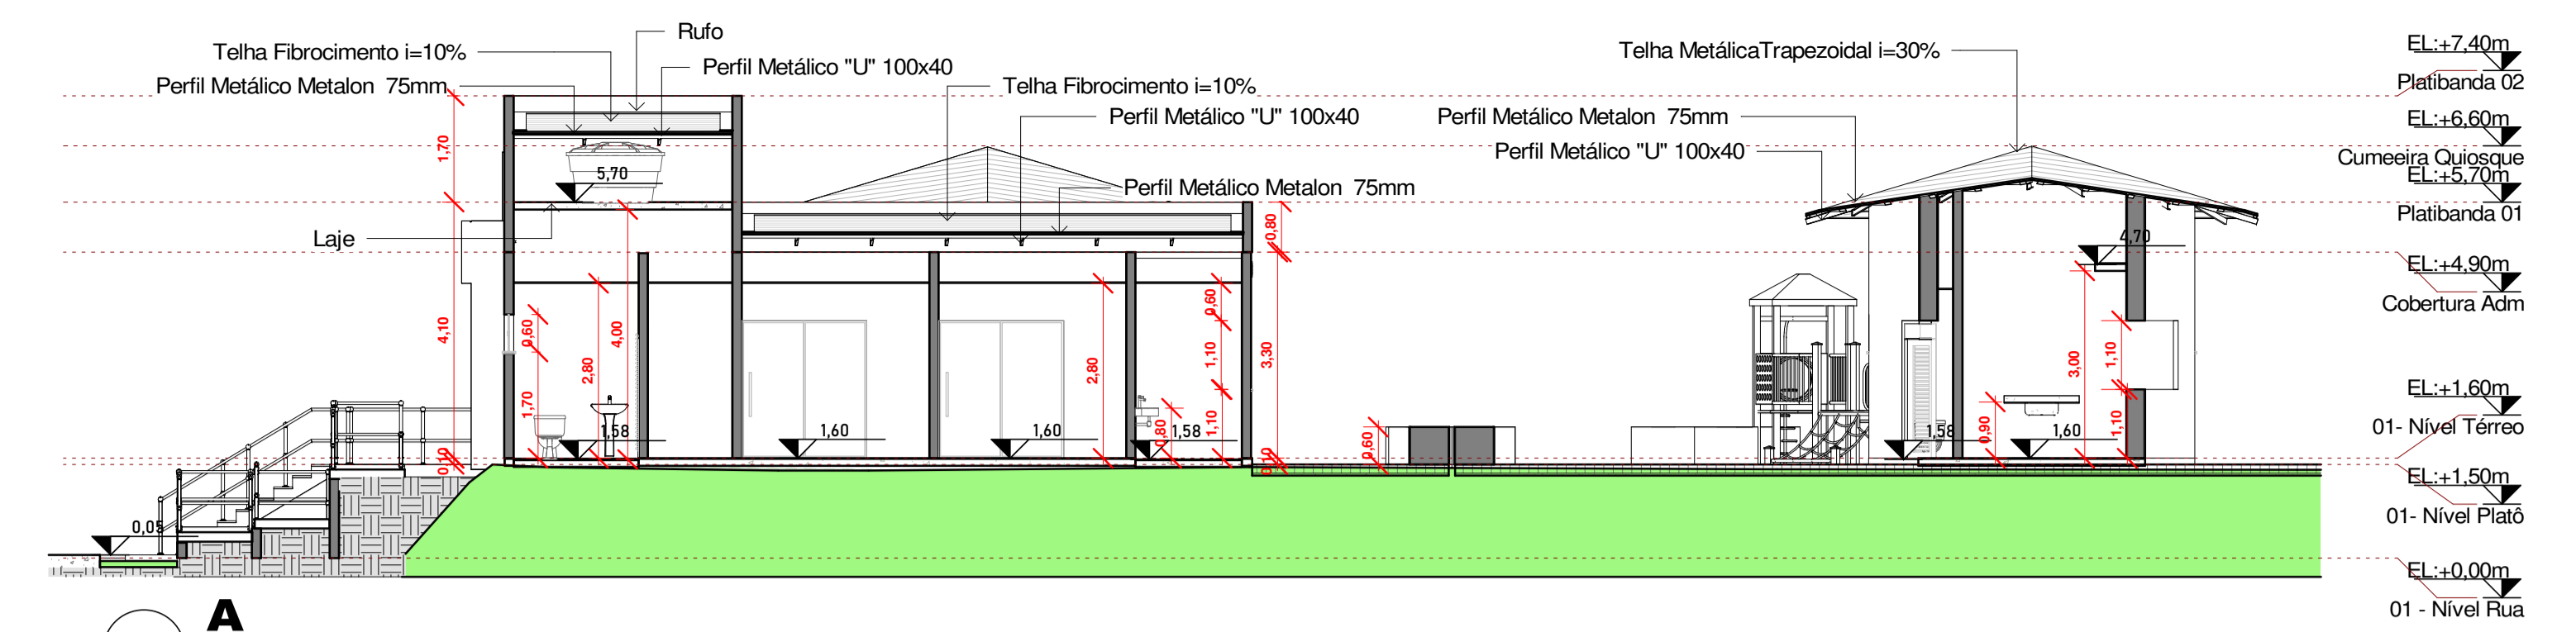 Rufo
Telha Fibrocimento i=10%
Perfil Metálico "U" 100x40
Perfil Metálico Metalon 75mm
Telha Fibrocimento i=10%
Perfil Metálico "U" 100x40
Perfil Metálico Metalon 75mm
Laje
Telha MetálicaTrapezoidal i=30%
Perfil Metálico Metalon 75mm
Perfil Metálico "U" 100x40
EL:+7,40m
Platibanda 02
EL:+6,60m
Cumeeira Quiosque
EL:+5,70m
Platibanda 01
EL:+4,90m
Cobertura Adm
EL:+1,60m
01- Nível Térreo
EL:+1,50m
01- Nível Platô
EL:+0,00m
01 - Nível Rua
1,70
4,10
0,10
5,70
0,60
1,70
2,80
4,00
1,58
1,60
1,60
2,80
0,60
1,10
1,10
0,80
1,58
0,80
3,30
0,10
0,60
4,70
3,00
1,10
1,10
0,90
1,58
1,60
0,05
A